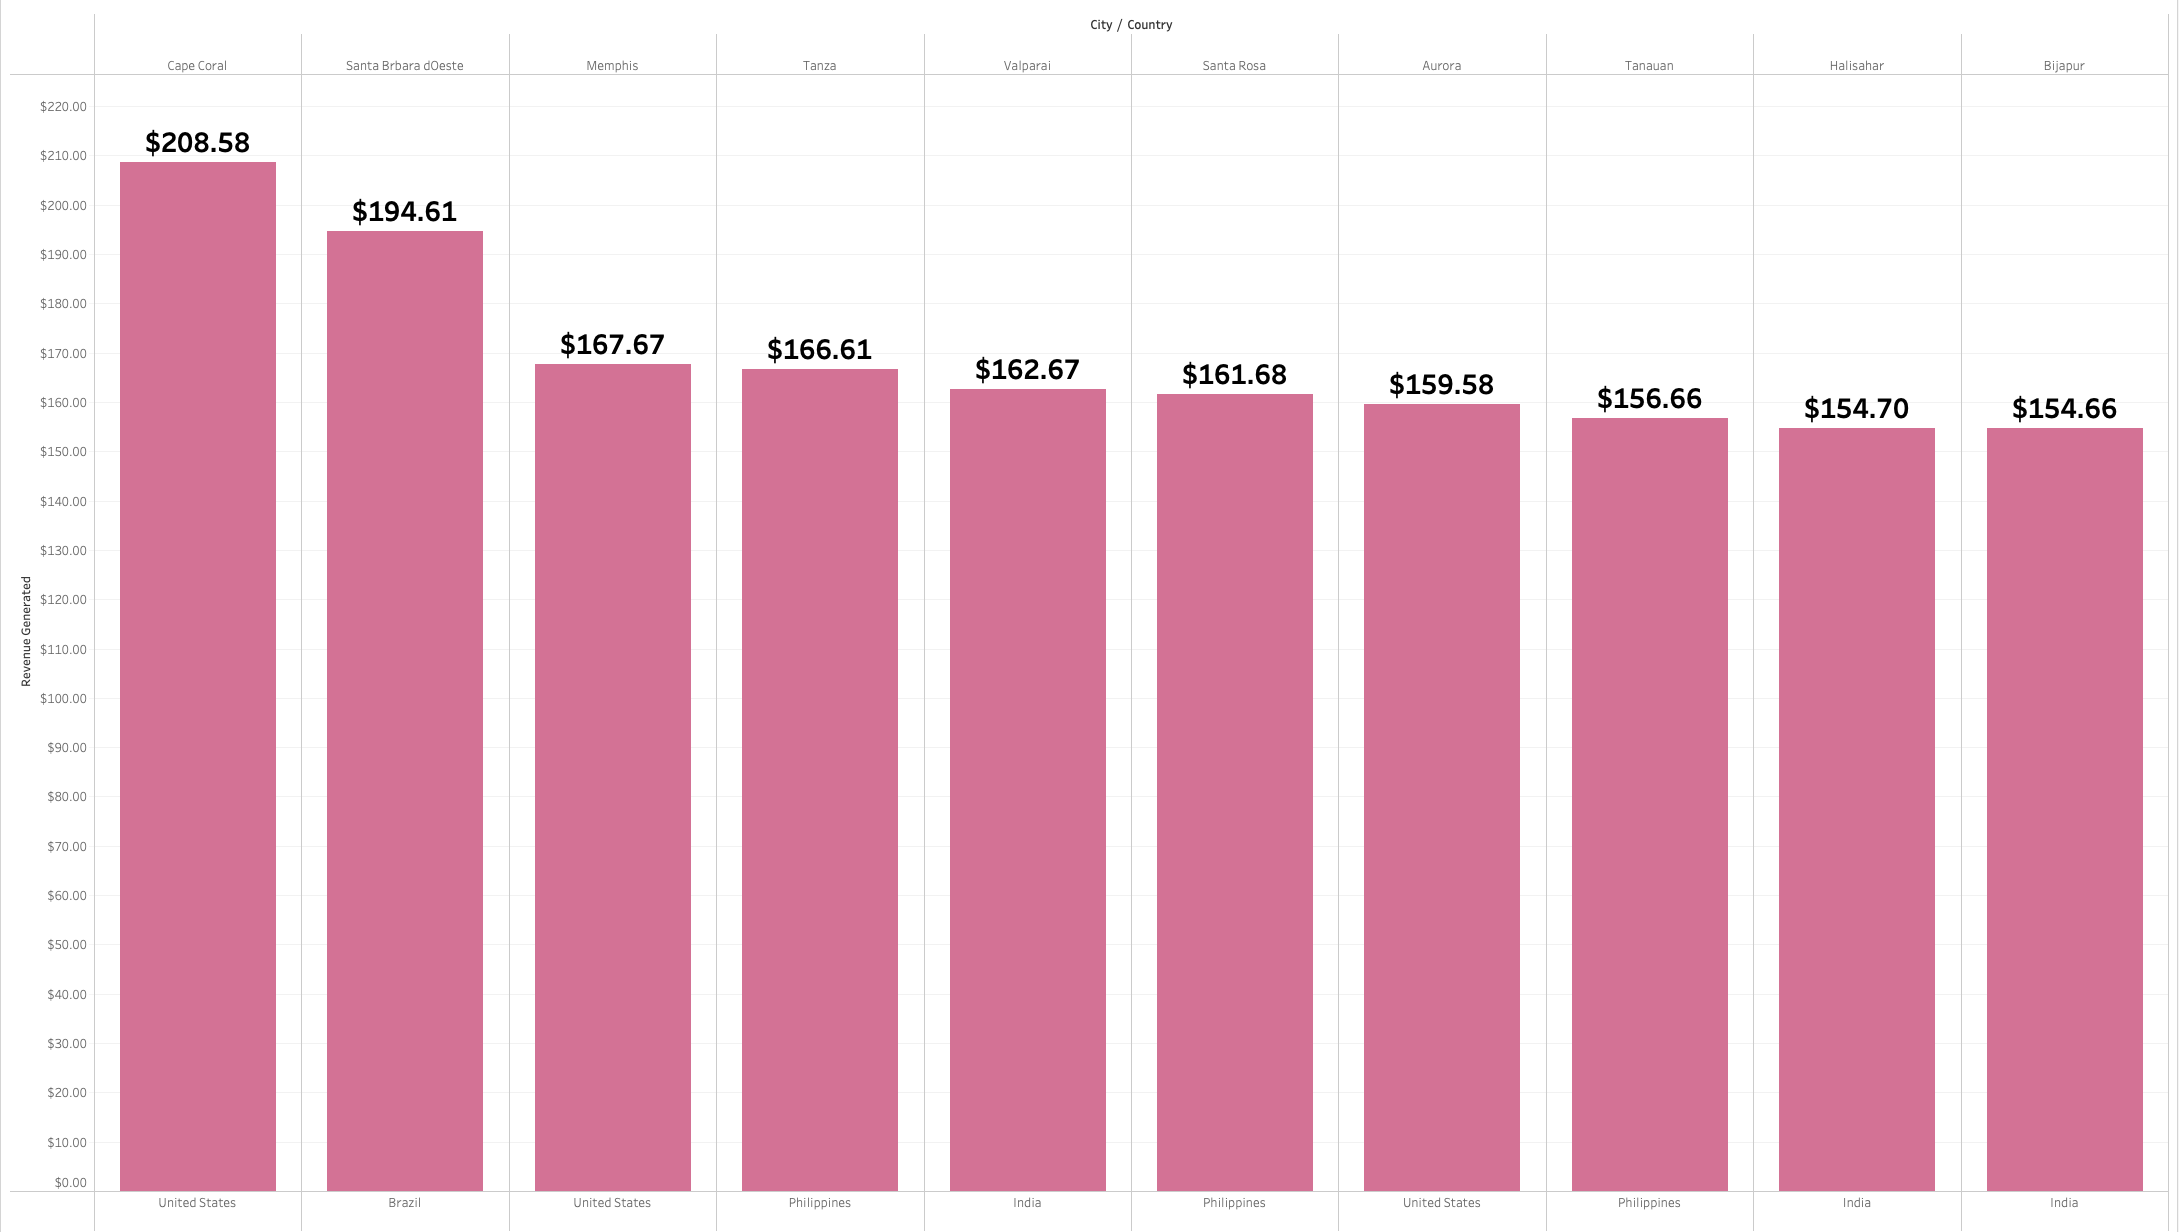 City / Country
Cape Coral
Santa Brbara dOeste
Memphis
Tanza
Valparai
Santa Rosa
Aurora
Tanauan
Halisahar
Bijapur
Revenue Generated
$220.00
$210.00
$200.00
$190.00
$180.00
$170.00
$160.00
$150.00
$140.00
$130.00
$120.00
$110.00
$100.00
$90.00
$80.00
$70.00
$60.00
$50.00
$40.00
$30.00
$20.00
$10.00
$0.00
$208.58
$194.61
$167.67
$166.61
$162.67
$161.68
$159.58
$156.66
$154.70
$154.66
United States
Brazil
United States
Philippines
India
Philippines
United States
Philippines
India
India